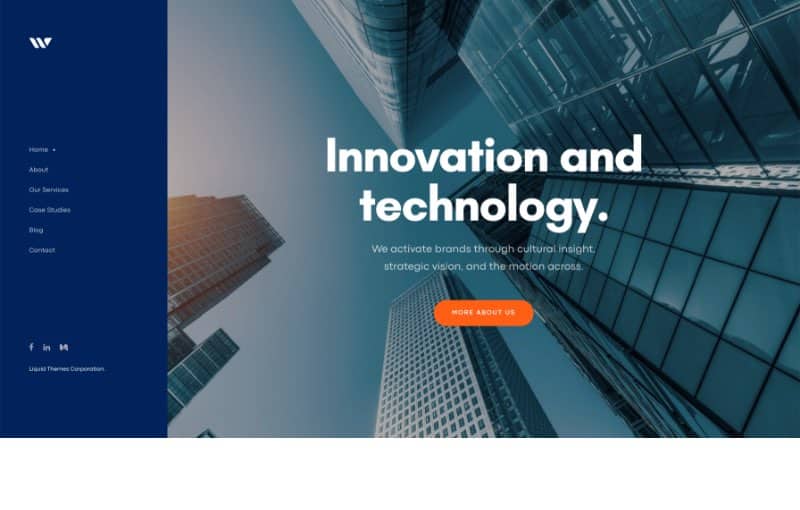 Home
About
Our Services
Case Studies
Blog
Contact
Liquid Themes Corporation.
Innovation and
technology.
We activate brands through cultural insight,
strategic vision, and the motion across.
MORE ABOUT US